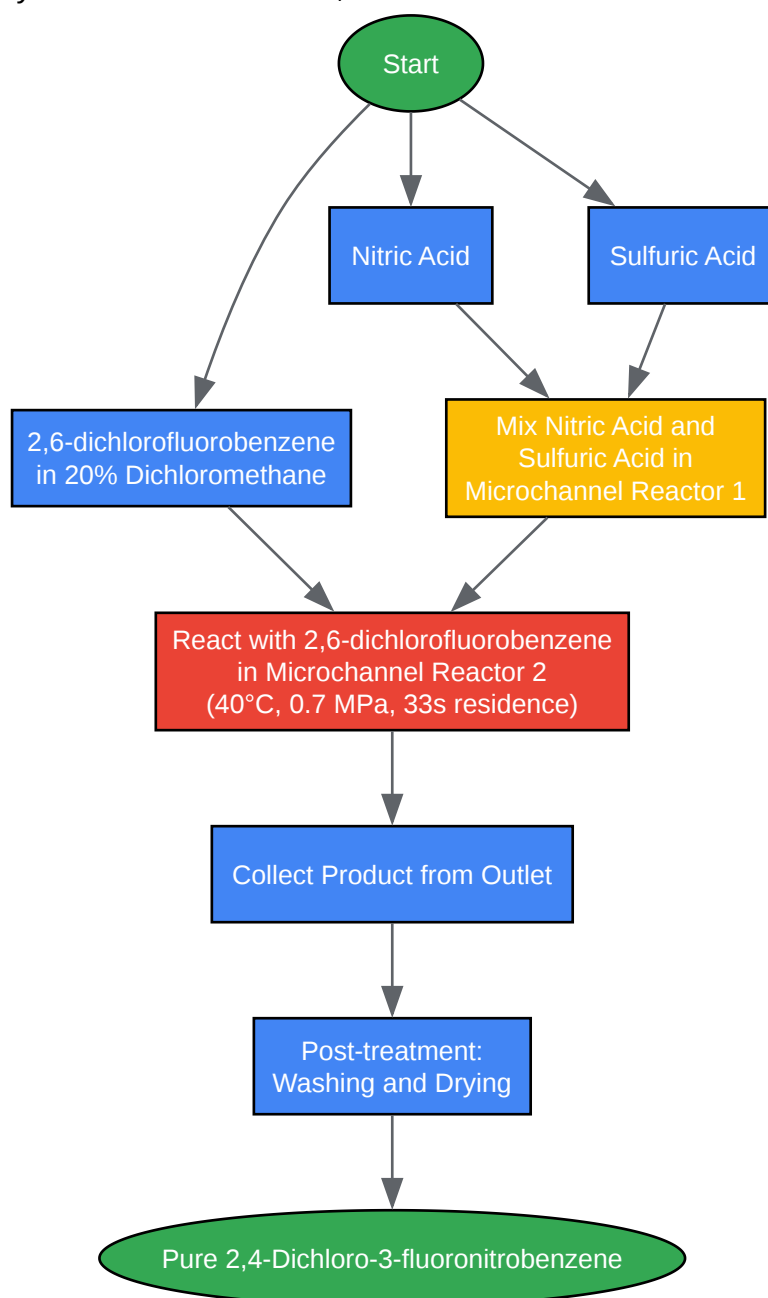 Start
Nitric Acid
Sulfuric Acid
2,6-dichlorofluorobenzene
in 20% Dichloromethane
Mix Nitric Acid and
Sulfuric Acid in
Microchannel Reactor 1
React with 2,6-dichlorofluorobenzene
in Microchannel Reactor 2
(40°C, 0.7 MPa, 33s residence)
Collect Product from Outlet
Post-treatment:
Washing and Drying
Pure 2,4-Dichloro-3-fluoronitrobenzene